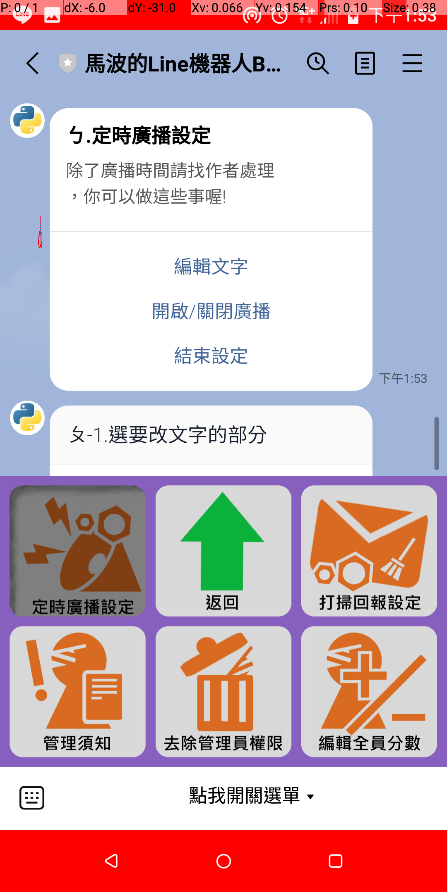 P: 0 / 1 dX: -6.0 dY: -31.0 Xv: 0.066 Yv: 0.154 Prs: 0.10 Size: 0.38
下午1:53
馬波的Line機器人B...
ㄅ.定時廣播設定
除了廣播時間請找作者處理
，你可以做這些事喔!
編輯文字
開啟/關閉廣播
結束設定
下午1:53
ㄆ-1.選要改文字的部分
定時廣播設定
返回
打掃回報設定
管理須知
去除管理員權限
編輯全員分數
點我開關選單